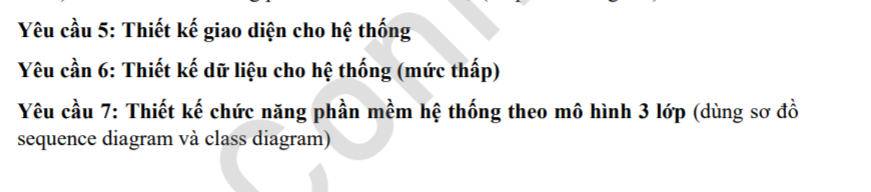 Yêu cầu 5: Thiết kế giao diện cho hệ thống
Yêu cần 6: Thiết kế dữ liệu cho hệ thống (mức thấp)
Yêu cầu 7: Thiết kế chức năng phần mềm hệ thống theo mô hình 3 lớp (dùng sơ đồ
sequence diagram và class diagram)